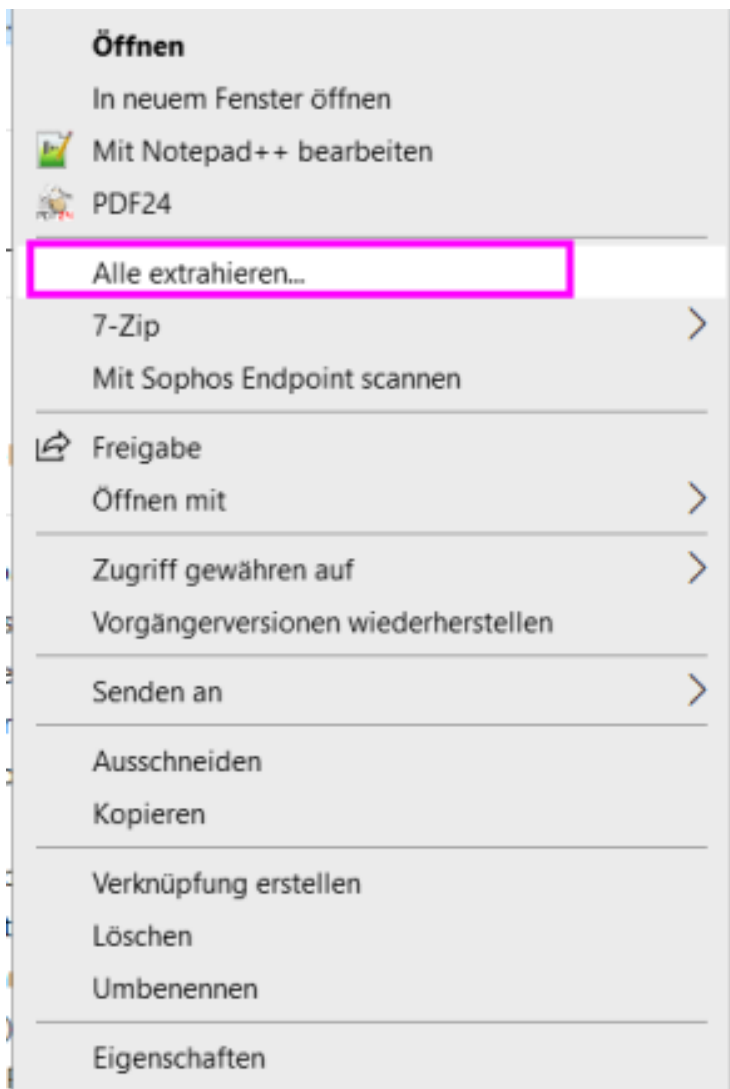 Öffnen
In neuem Fenster öffnen
Mit Notepad++ bearbeiten
PDF24
Alle extrahieren...
7-Zip
Mit Sophos Endpoint scannen
Freigabe
Öffnen mit
Zugriff gewähren auf
Vorgängerversionen wiederherstellen
Senden an
Ausschneiden
Kopieren
Verknüpfung erstellen
Löschen
Umbenennen
Eigenschaften